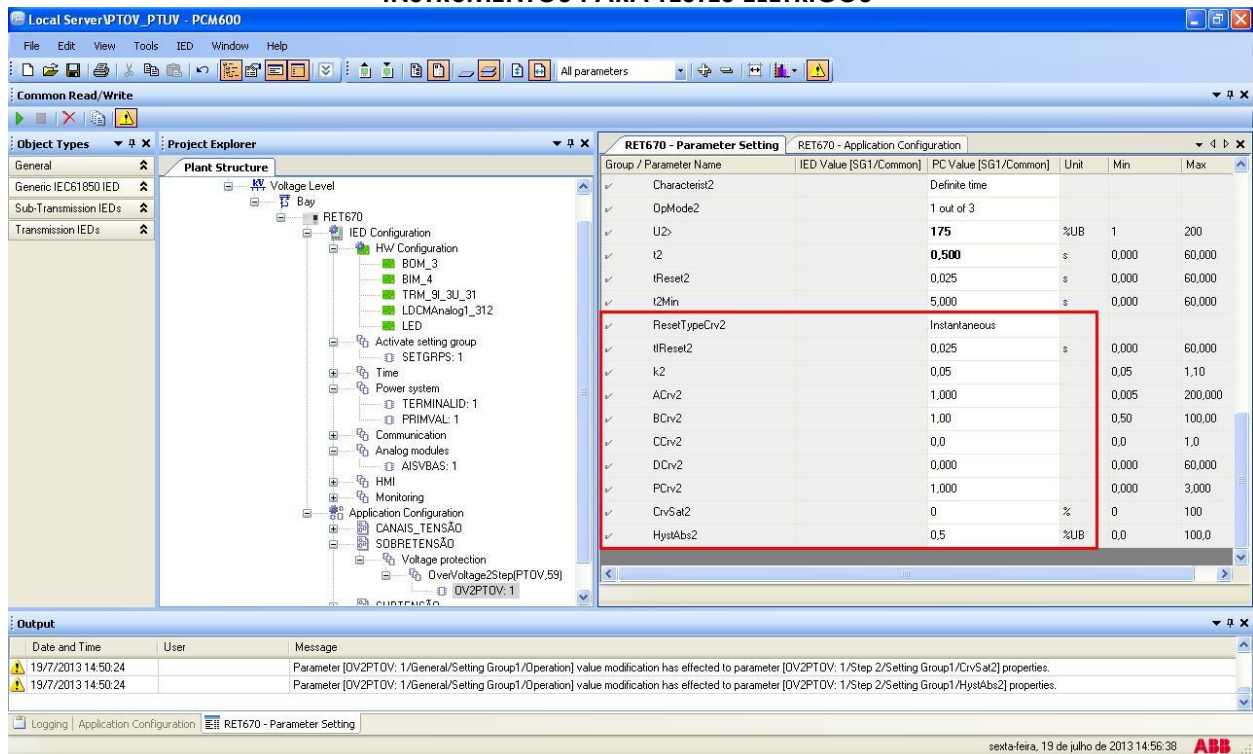 INSTRUMENTOS PARA TESTES ELÉTRICOS
Local Server\PTOV_PTUV - PCM600
File Edit View Tools IED Window Help
All parameters
Common Read/Write
Object Types
General
Generic IEC61850 IED
Sub-Transmission IEDs
Transmission IEDs
Project Explorer
Plant Structure
Voltage Level
Bay
RET670
IED Configuration
HW Configuration
BOM_3
BIM_4
TRM_9I_3U_31
LDCMAnalog1_312
LED
Activate setting group
SETGRPS: 1
Time
Power system
TERMINALID: 1
PRIMVAL: 1
Communication
Analog modules
AISVBAS: 1
HMI
Monitoring
Application Configuration
CANAIS_TENSÃO
SOBRETENSÃO
Voltage protection
OverVoltage2Step(PTOV,59)
OV2PTOV: 1
RET670 - Parameter Setting RET670 - Application Configuration
Group / Parameter Name IED Value [SG1/Common] PC Value [SG1/Common] Unit Min Max
Characterist2 Definite time
OpMode2 1 out of 3
U2> 175 %UB 1 200
t2 0,500 s 0,000 60,000
tReset2 0,025 s 0,000 60,000
t2Min 5,000 s 0,000 60,000
ResetTypeCrv2 Instantaneous
tIReset2 0,025 s 0,000 60,000
k2 0,05 0,05 1,10
ACrv2 1,000 0,005 200,000
BCrv2 1,00 0,50 100,00
CCrv2 0,0 0,0 1,0
DCrv2 0,000 0,000 60,000
PCrv2 1,000 0,000 3,000
CrvSat2 0 % 0 100
HystAbs2 0,5 %UB 0,0 100,0
Output
Date and Time User Message
19/7/2013 14:50:24 Parameter [OV2PTOV: 1/General/Setting Group1/Operation] value modification has effected to parameter [OV2PTOV: 1/Step 2/Setting Group1/CrvSat2] properties.
19/7/2013 14:50:24 Parameter [OV2PTOV: 1/General/Setting Group1/Operation] value modification has effected to parameter [OV2PTOV: 1/Step 2/Setting Group1/HystAbs2] properties.
Logging Application Configuration RET670 - Parameter Setting
sexta-feira, 19 de julho de 2013 14:56:38 ABB